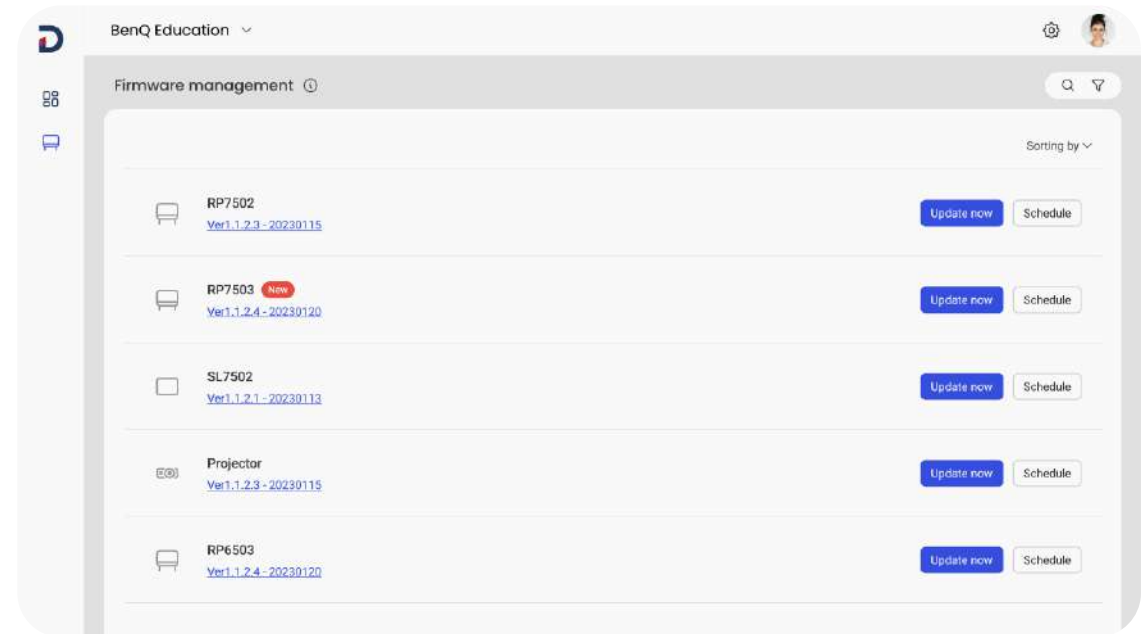 BenQ Education
Firmware management
Sorting by
RP7502
Ver1.1.2.3 - 20230115
Update now
Schedule
RP7503 New
Ver1.1.2.4 - 20230120
Update now
Schedule
SL7502
Ver1.1.2.1 - 20230113
Update now
Schedule
Projector
Ver1.1.2.3 - 20230115
Update now
Schedule
RP6503
Ver1.1.2.4 - 20230120
Update now
Schedule